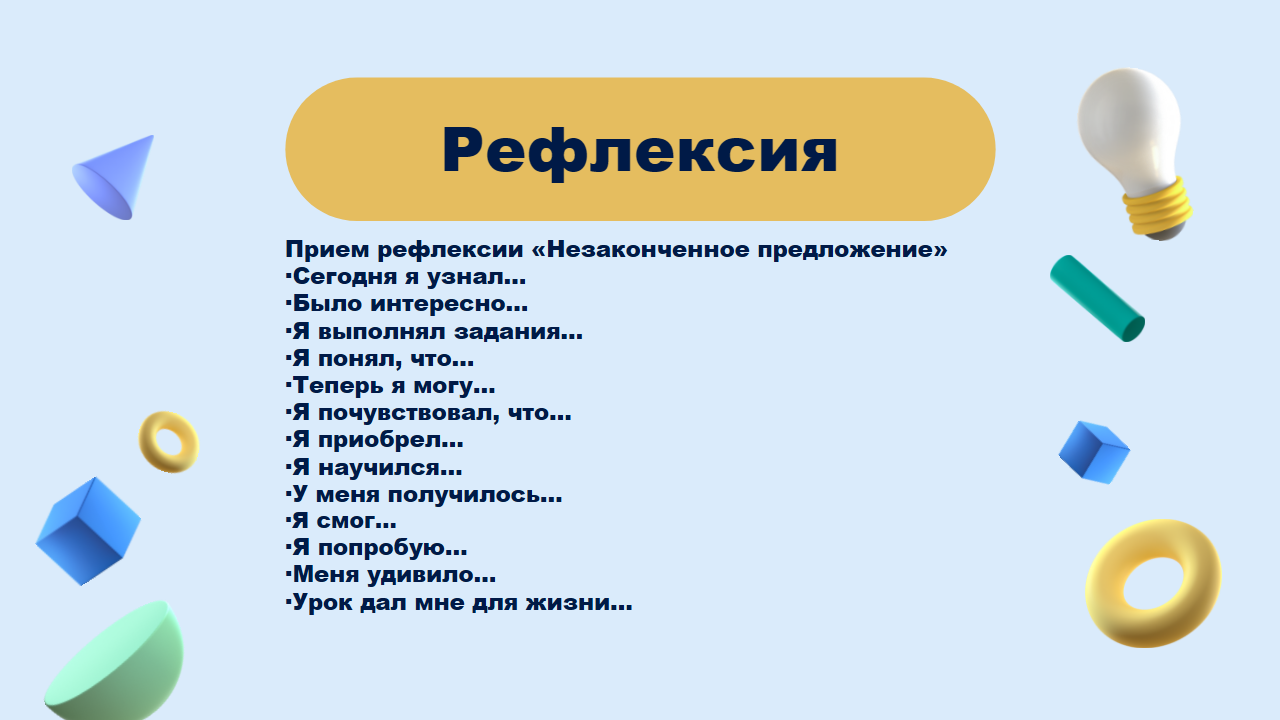 Рефлексия
Прием рефлексии «Незаконченное предложение»
·Сегодня я узнал...
·Было интересно...
·Я выполнял задания...
·Я понял, что...
·Теперь я могу...
·Я почувствовал, что...
·Я приобрел...
·Я научился...
·У меня получилось...
·Я смог...
·Я попробую...
·Меня удивило...
·Урок дал мне для жизни...